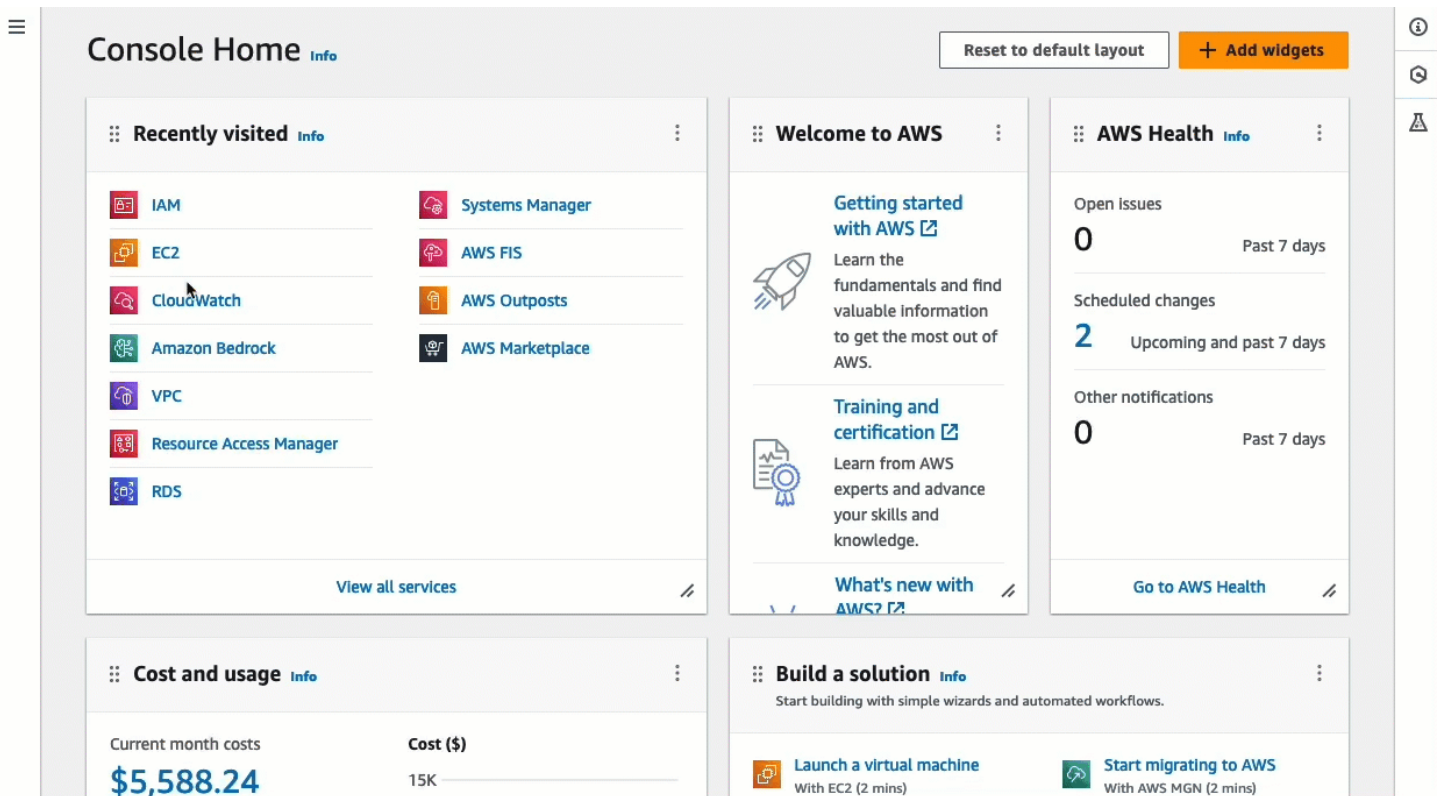 Console Home Info
Reset to default layout
+ Add widgets
Recently visited Info
IAM
EC2
CloudWatch
Amazon Bedrock
VPC
Resource Access Manager
RDS
Systems Manager
AWS FIS
AWS Outposts
AWS Marketplace
View all services
Welcome to AWS
Getting started
with AWS
Learn the
fundamentals and find
valuable information
to get the most out of
AWS.
Training and
certification
Learn from AWS
experts and advance
your skills and
knowledge.
What's new with
AWS?
AWS Health Info
Open issues
0
Past 7 days
Scheduled changes
2
Upcoming and past 7 days
Other notifications
0
Past 7 days
Go to AWS Health
Cost and usage Info
Current month costs
$5,588.24
Cost ($)
15K
Build a solution Info
Start building with simple wizards and automated workflows.
Launch a virtual machine
With EC2 (2 mins)
Start migrating to AWS
With AWS MGN (2 mins)